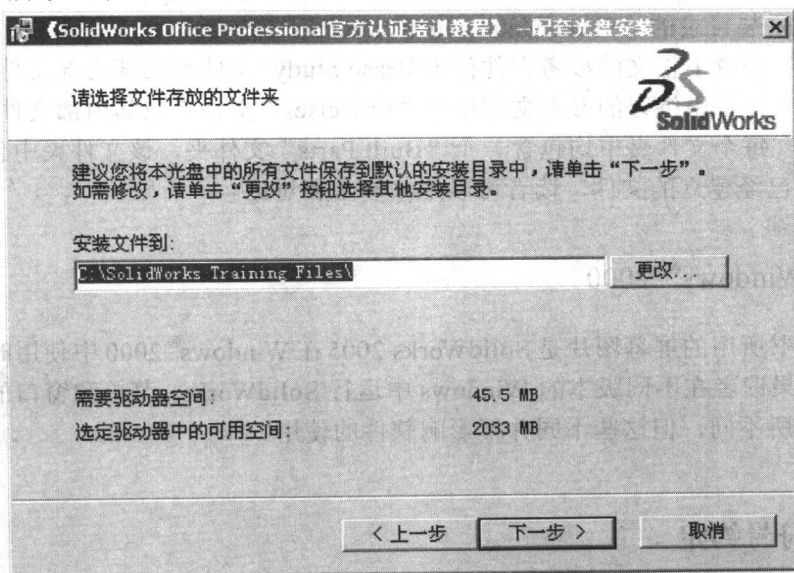 《SolidWorks Office Professional官方认证培训教程》--配套光盘安装
请选择文件存放的文件夹
SolidWorks
建议您将本光盘中的所有文件保存到默认的安装目录中，请单击“下一步”。
如需修改，请单击“更改”按钮选择其他安装目录。
安装文件到:
C:\SolidWorks Training Files\
更改...
需要驱动器空间:
45.5 MB
选定驱动器中的可用空间:
2033 MB
< 上一步
下一步 >
取消